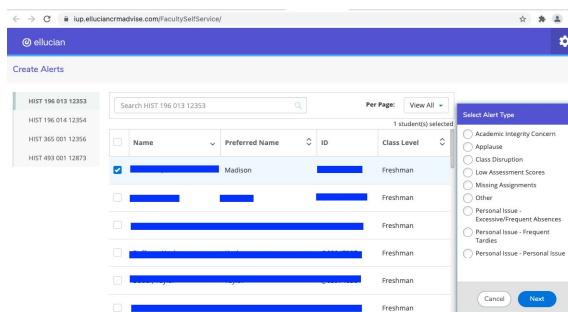 iup.elluciancrmadvise.com/FacultySelfService/
ellucian
Create Alerts
HIST 196 013 12353
HIST 196 014 12354
HIST 365 001 12356
HIST 493 001 12873
Search HIST 196 013 12353
Per Page: View All
1 student(s) selected
Name Preferred Name ID Class Level
Madison Freshman
Freshman
Freshman
Freshman
Freshman
Freshman
Select Alert Type
Academic Integrity Concern
Applause
Class Disruption
Low Assessment Scores
Missing Assignments
Other
Personal Issue -
Excessive/Frequent Absences
Personal Issue - Frequent
Tardies
Personal Issue - Personal Issue
Cancel Next